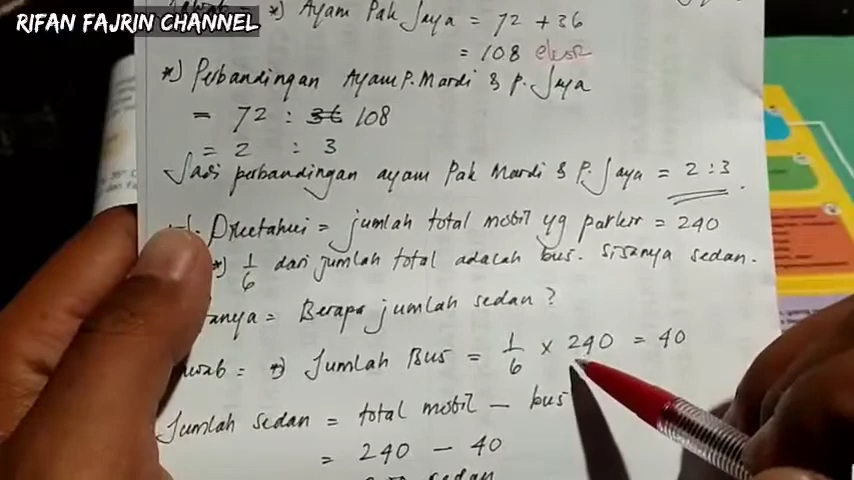 RIFAN FAJRIN CHANNEL
*) Ayam Pak Jaya = 72 + 36
= 108 ekor
*) Perbandingan Ayam P. Mardi & P. Jaya
= 72 : 36 108
= 2 : 3
Jadi perbandingan ayam Pak Mardi & P. Jaya = 2 : 3.
Diketahui = jumlah total mobil yg parkir = 240
*) 1/6 dari jumlah total adalah bus. Sisanya sedan.
tanya = Berapa jumlah sedan?
wab = *) Jumlah Bus = 1/6 × 240 = 40
Jumlah sedan = total mobil - bus
= 240 - 40
sedan